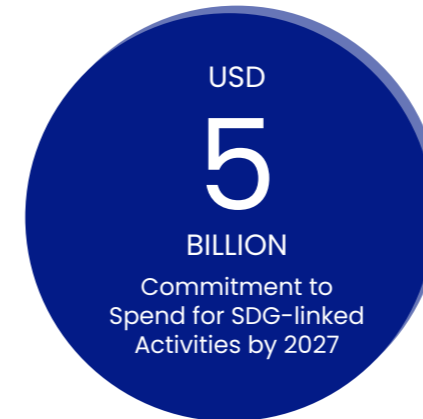 USD
5
BILLION
Commitment to
Spend for SDG-linked
Activities by 2027